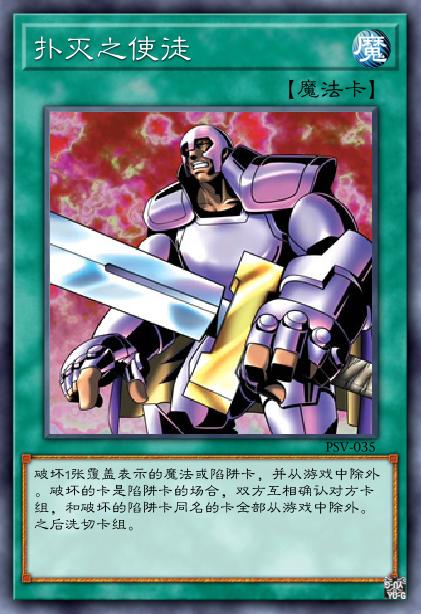 扑灭之使徒
魔
【魔法卡】
PSV-035
破坏1张覆盖表示的魔法或陷阱卡，并从游戏中除外
。破坏的卡是陷阱卡的场合，双方互相确认对方卡
组，和破坏的陷阱卡同名的卡全部从游戏中除外。
之后洗切卡组。